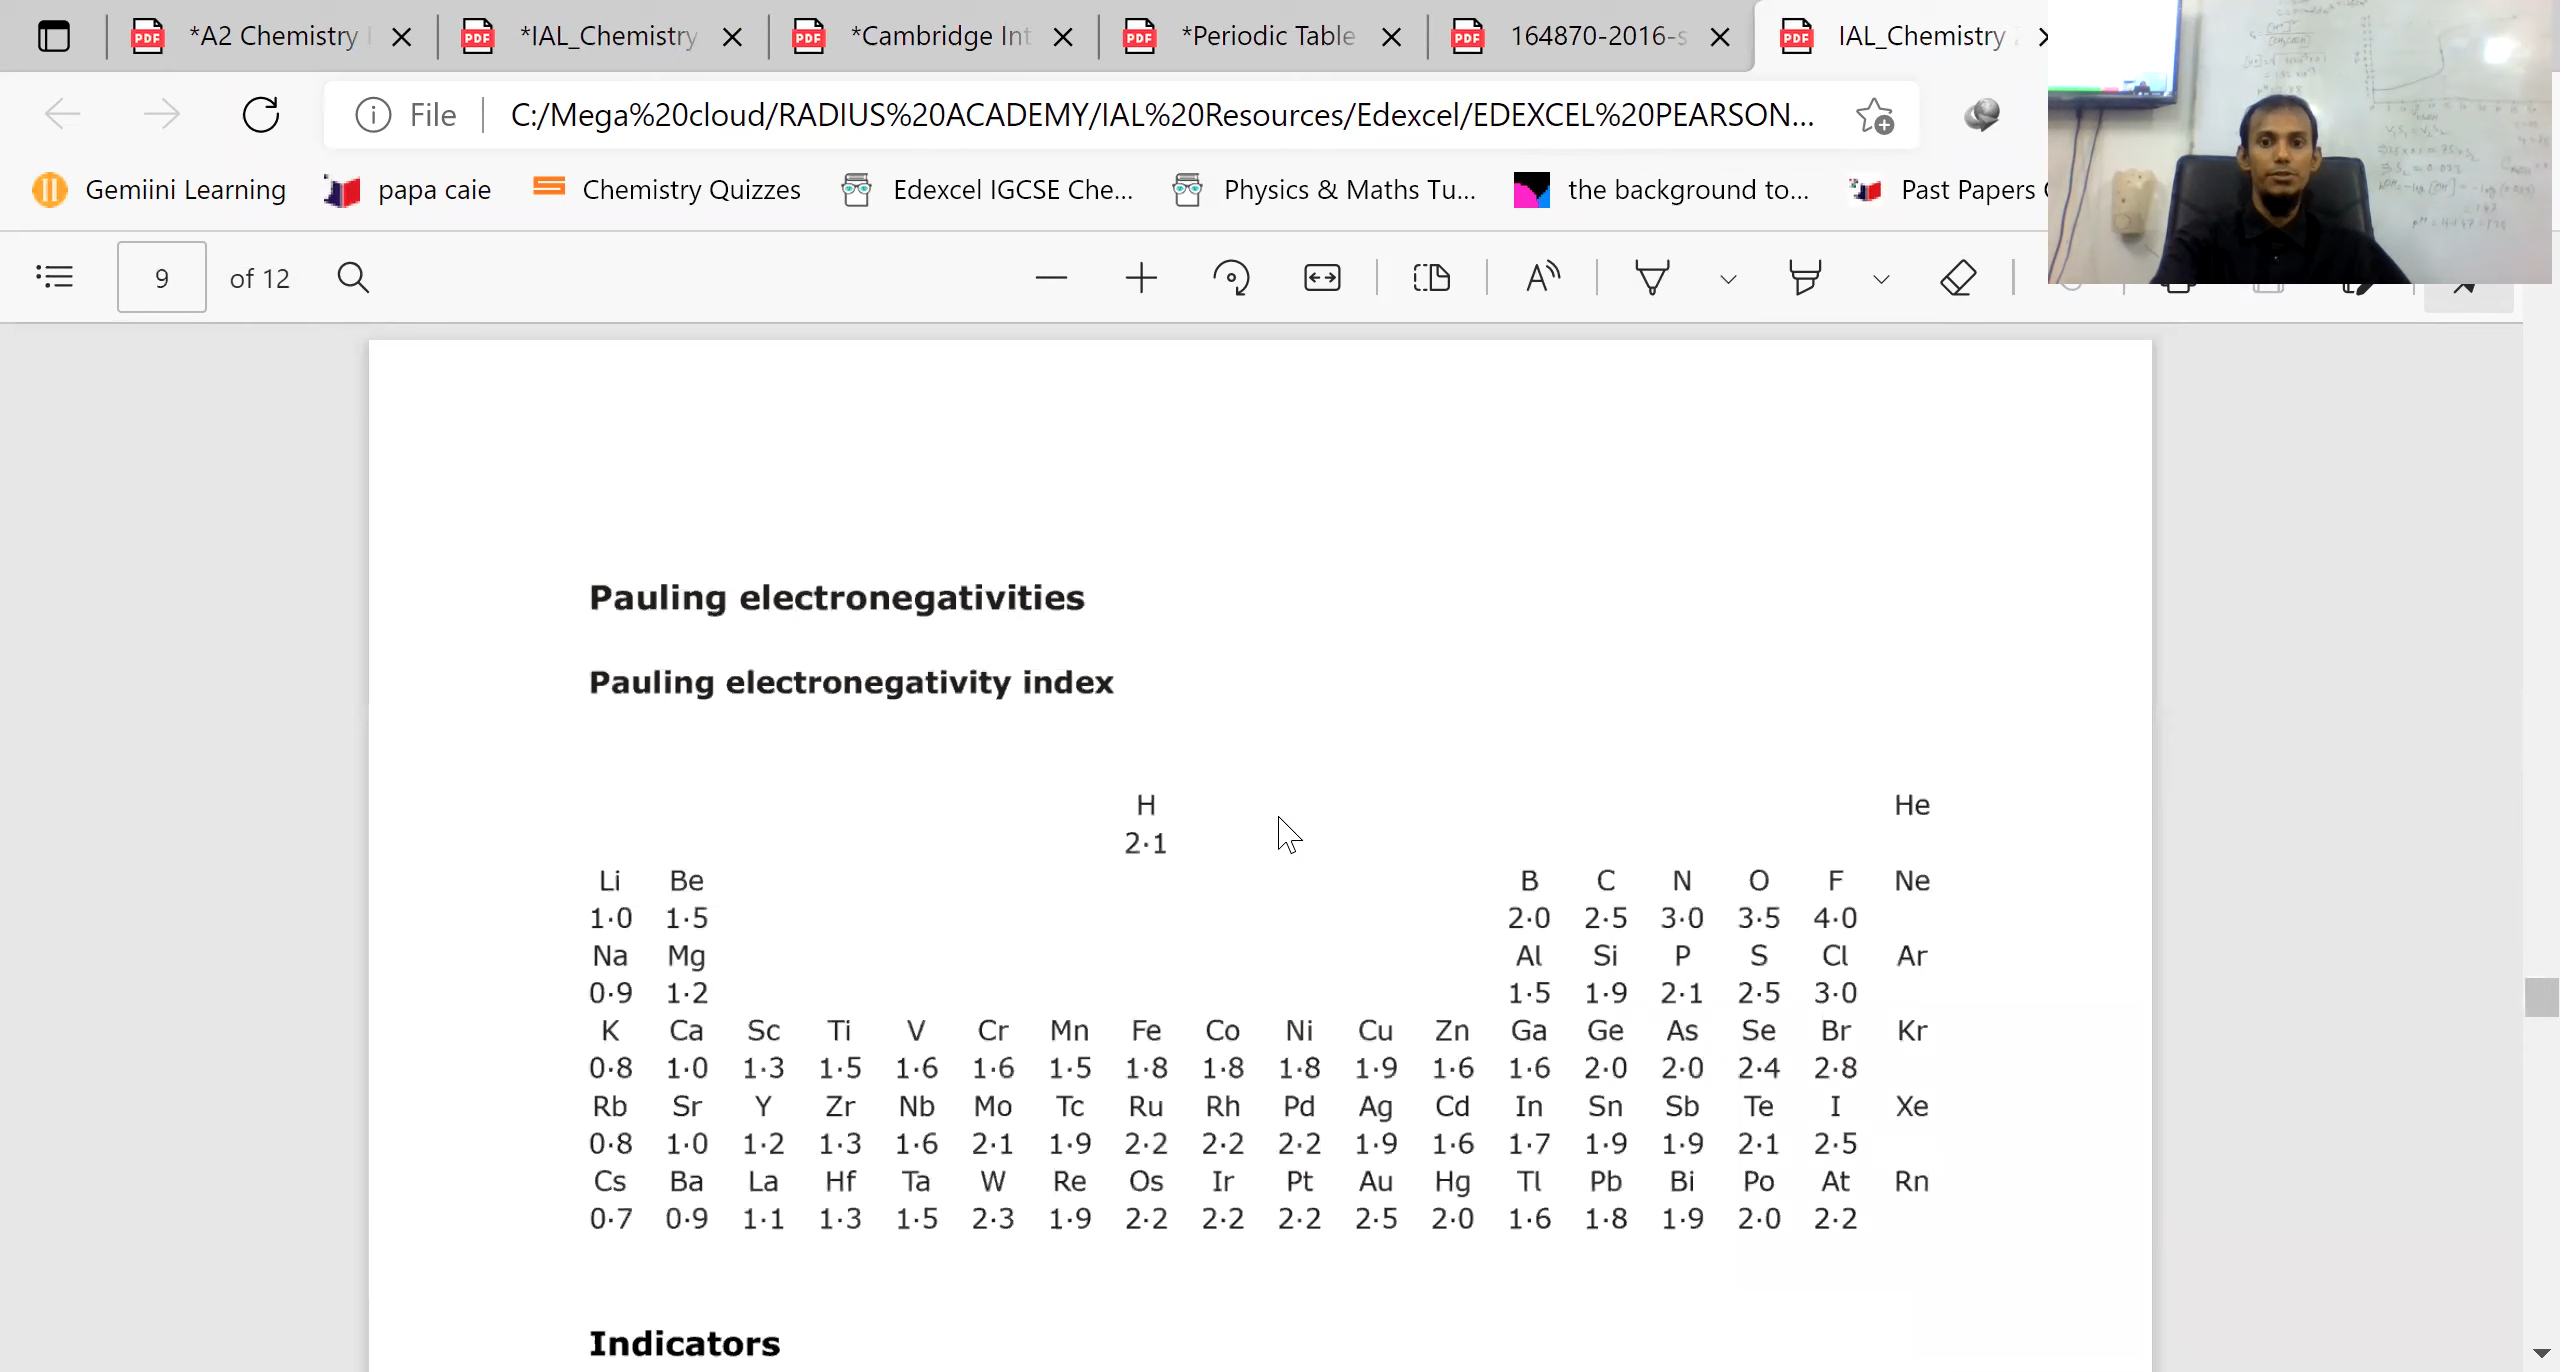 *A2 Chemistry
*IAL_Chemistry
*Cambridge Int
*Periodic Table
164870-2016-s
IAL_Chemistry
File
C:/Mega%20cloud/RADIUS%20ACADEMY/IAL%20Resources/Edexcel/EDEXCEL%20PEARSON...
Gemiini Learning
papa caie
Chemistry Quizzes
Edexcel IGCSE Che...
Physics & Maths Tu...
the background to...
Past Papers
9 of 12
Pauling electronegativities
Pauling electronegativity index
H He
2·1
Li Be B C N O F Ne
1·0 1·5 2·0 2·5 3·0 3·5 4·0
Na Mg Al Si P S Cl Ar
0·9 1·2 1·5 1·9 2·1 2·5 3·0
K Ca Sc Ti V Cr Mn Fe Co Ni Cu Zn Ga Ge As Se Br Kr
0·8 1·0 1·3 1·5 1·6 1·6 1·5 1·8 1·8 1·8 1·9 1·6 1·6 2·0 2·0 2·4 2·8
Rb Sr Y Zr Nb Mo Tc Ru Rh Pd Ag Cd In Sn Sb Te I Xe
0·8 1·0 1·2 1·3 1·6 2·1 1·9 2·2 2·2 2·2 1·9 1·6 1·7 1·9 1·9 2·1 2·5
Cs Ba La Hf Ta W Re Os Ir Pt Au Hg Tl Pb Bi Po At Rn
0·7 0·9 1·1 1·3 1·5 2·3 1·9 2·2 2·2 2·2 2·5 2·0 1·6 1·8 1·9 2·0 2·2
Indicators